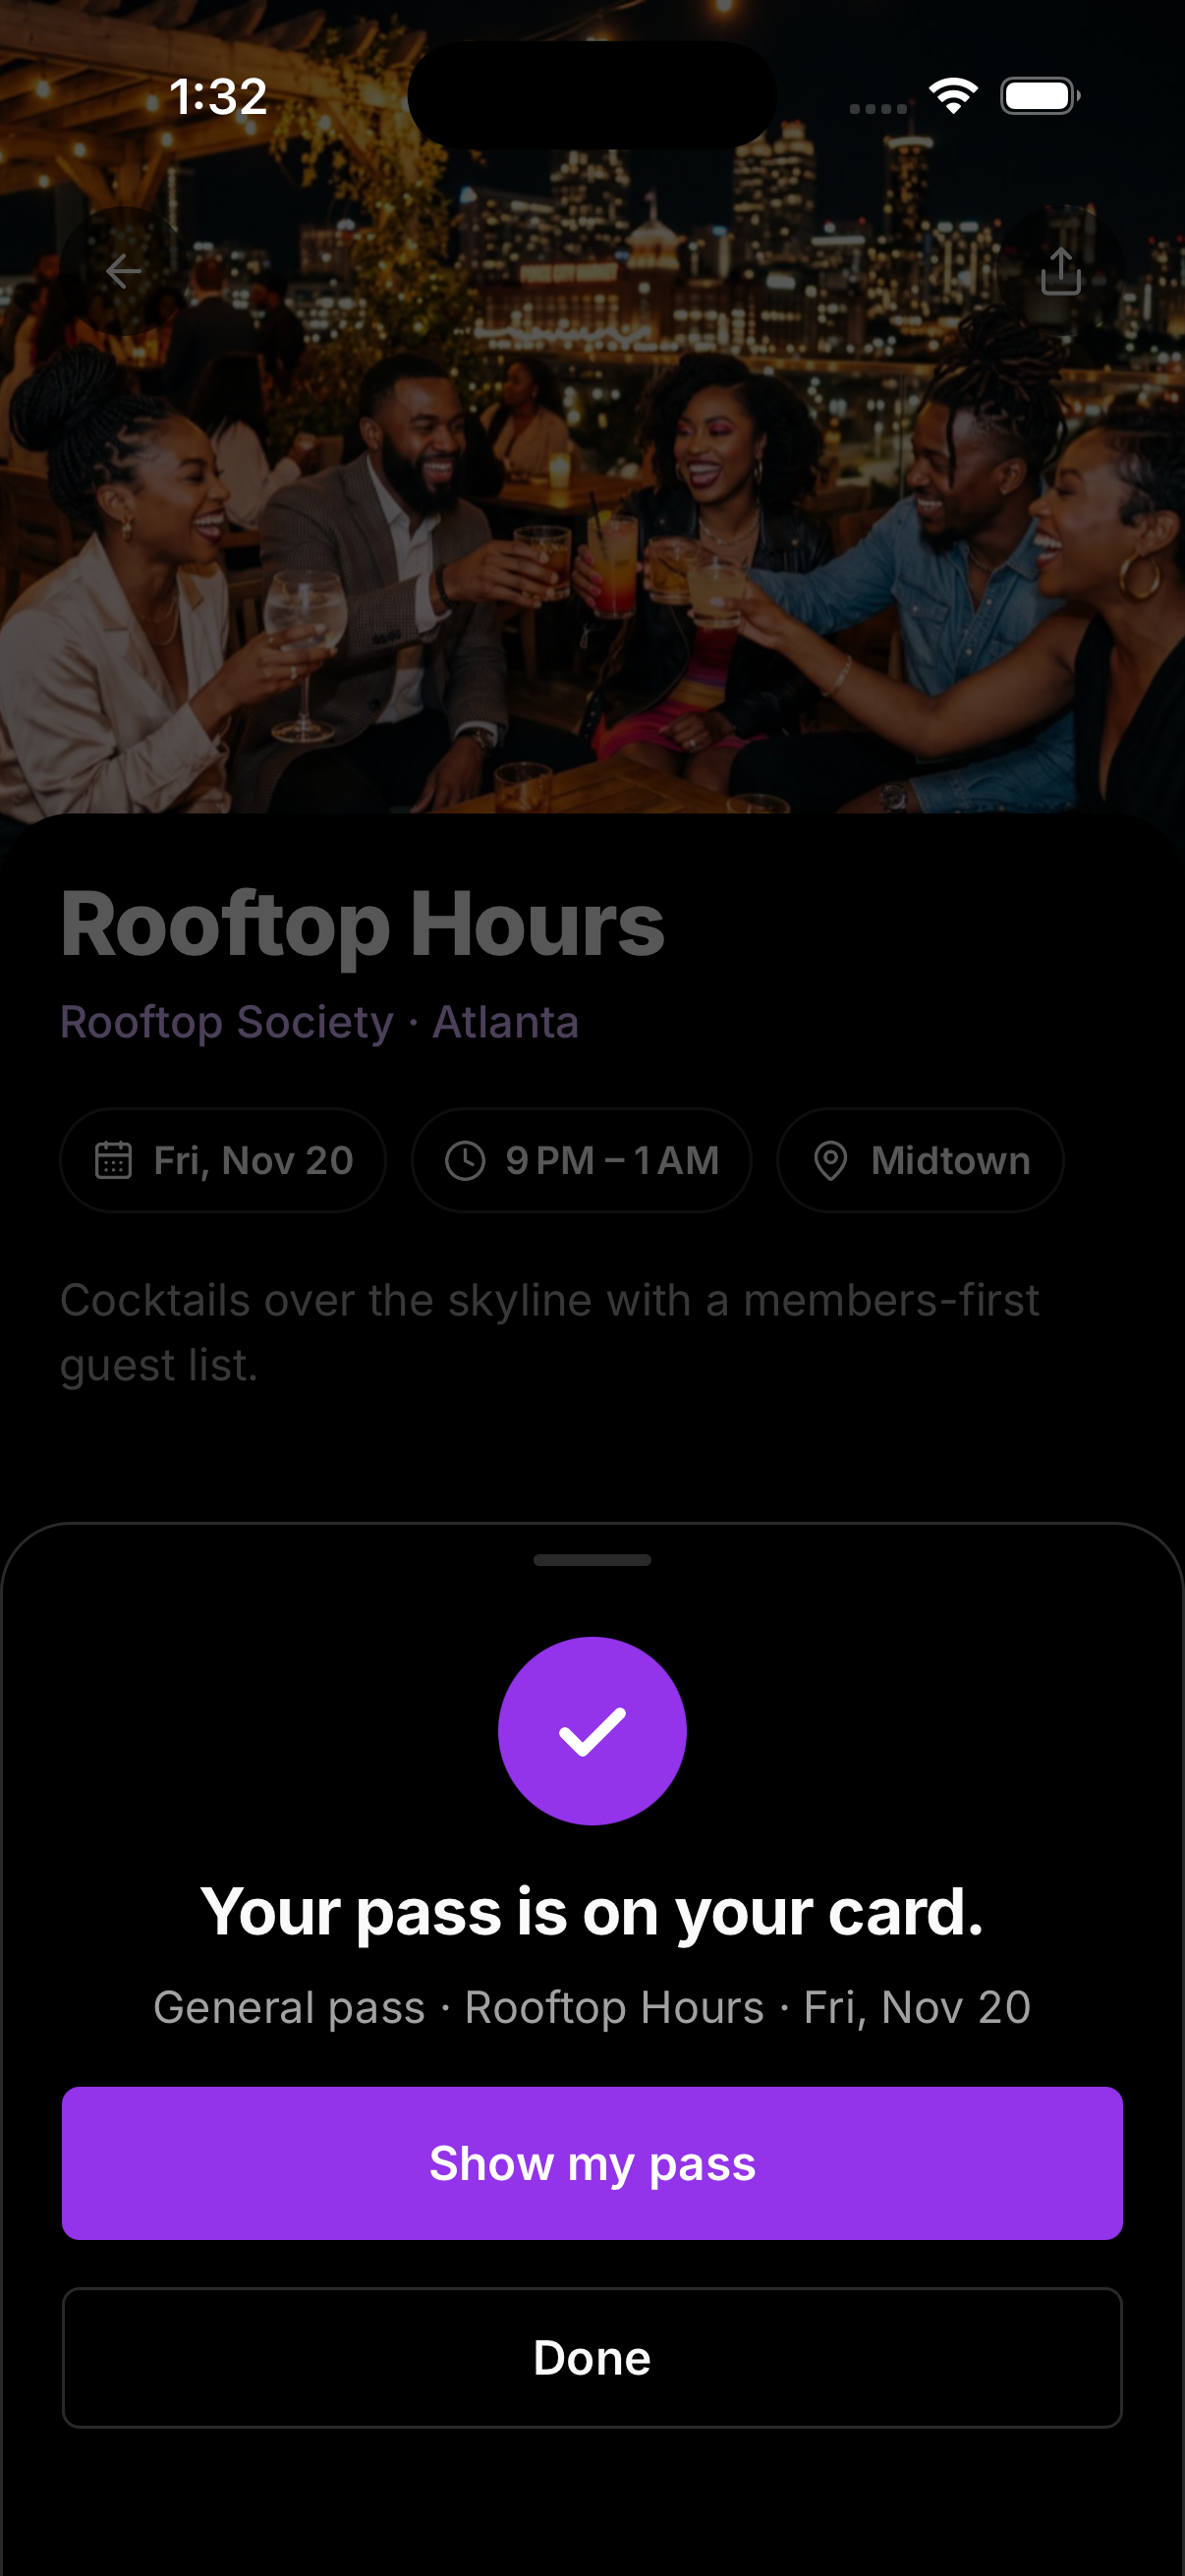 1:32
Rooftop Hours
Rooftop Society · Atlanta
Fri, Nov 20
9 PM – 1 AM
Midtown
Cocktails over the skyline with a members-first
guest list.
Your pass is on your card.
General pass · Rooftop Hours · Fri, Nov 20
Show my pass
Done